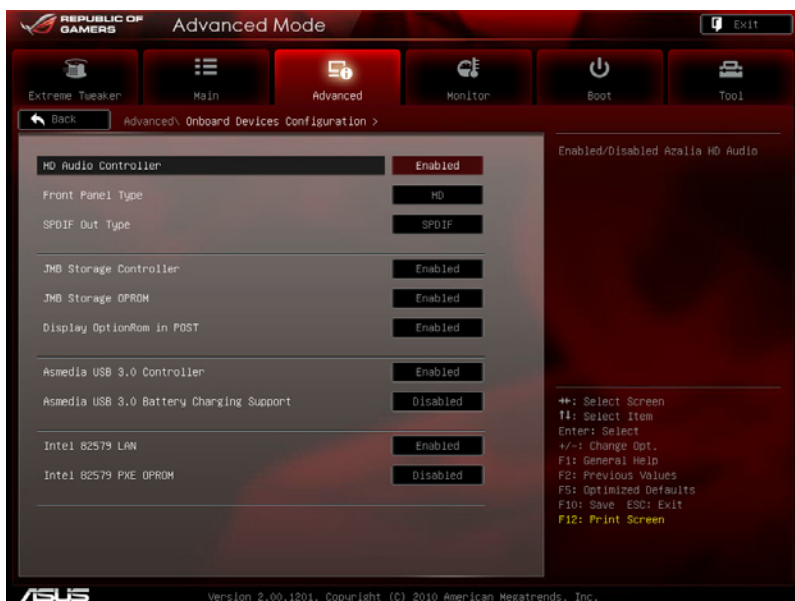 REPUBLIC OF
GAMERS
Advanced Mode
Exit
Extreme Tweaker
Main
Advanced
Monitor
Boot
Tool
Back
Advanced\ Onboard Devices Configuration >
HD Audio Controller Enabled
Front Panel Type HD
SPDIF Out Type SPDIF
JMB Storage Controller Enabled
JMB Storage OPROM Enabled
Display OptionRom in POST Enabled
Asmedia USB 3.0 Controller Enabled
Asmedia USB 3.0 Battery Charging Support Disabled
Intel 82579 LAN Enabled
Intel 82579 PXE OPROM Disabled
Enabled/Disabled Azalia HD Audio
→←: Select Screen
↑↓: Select Item
Enter: Select
+/-: Change Opt.
F1: General Help
F2: Previous Values
F5: Optimized Defaults
F10: Save ESC: Exit
F12: Print Screen
ASUS
Version 2.00.1201. Copyright (C) 2010 American Megatrends, Inc.